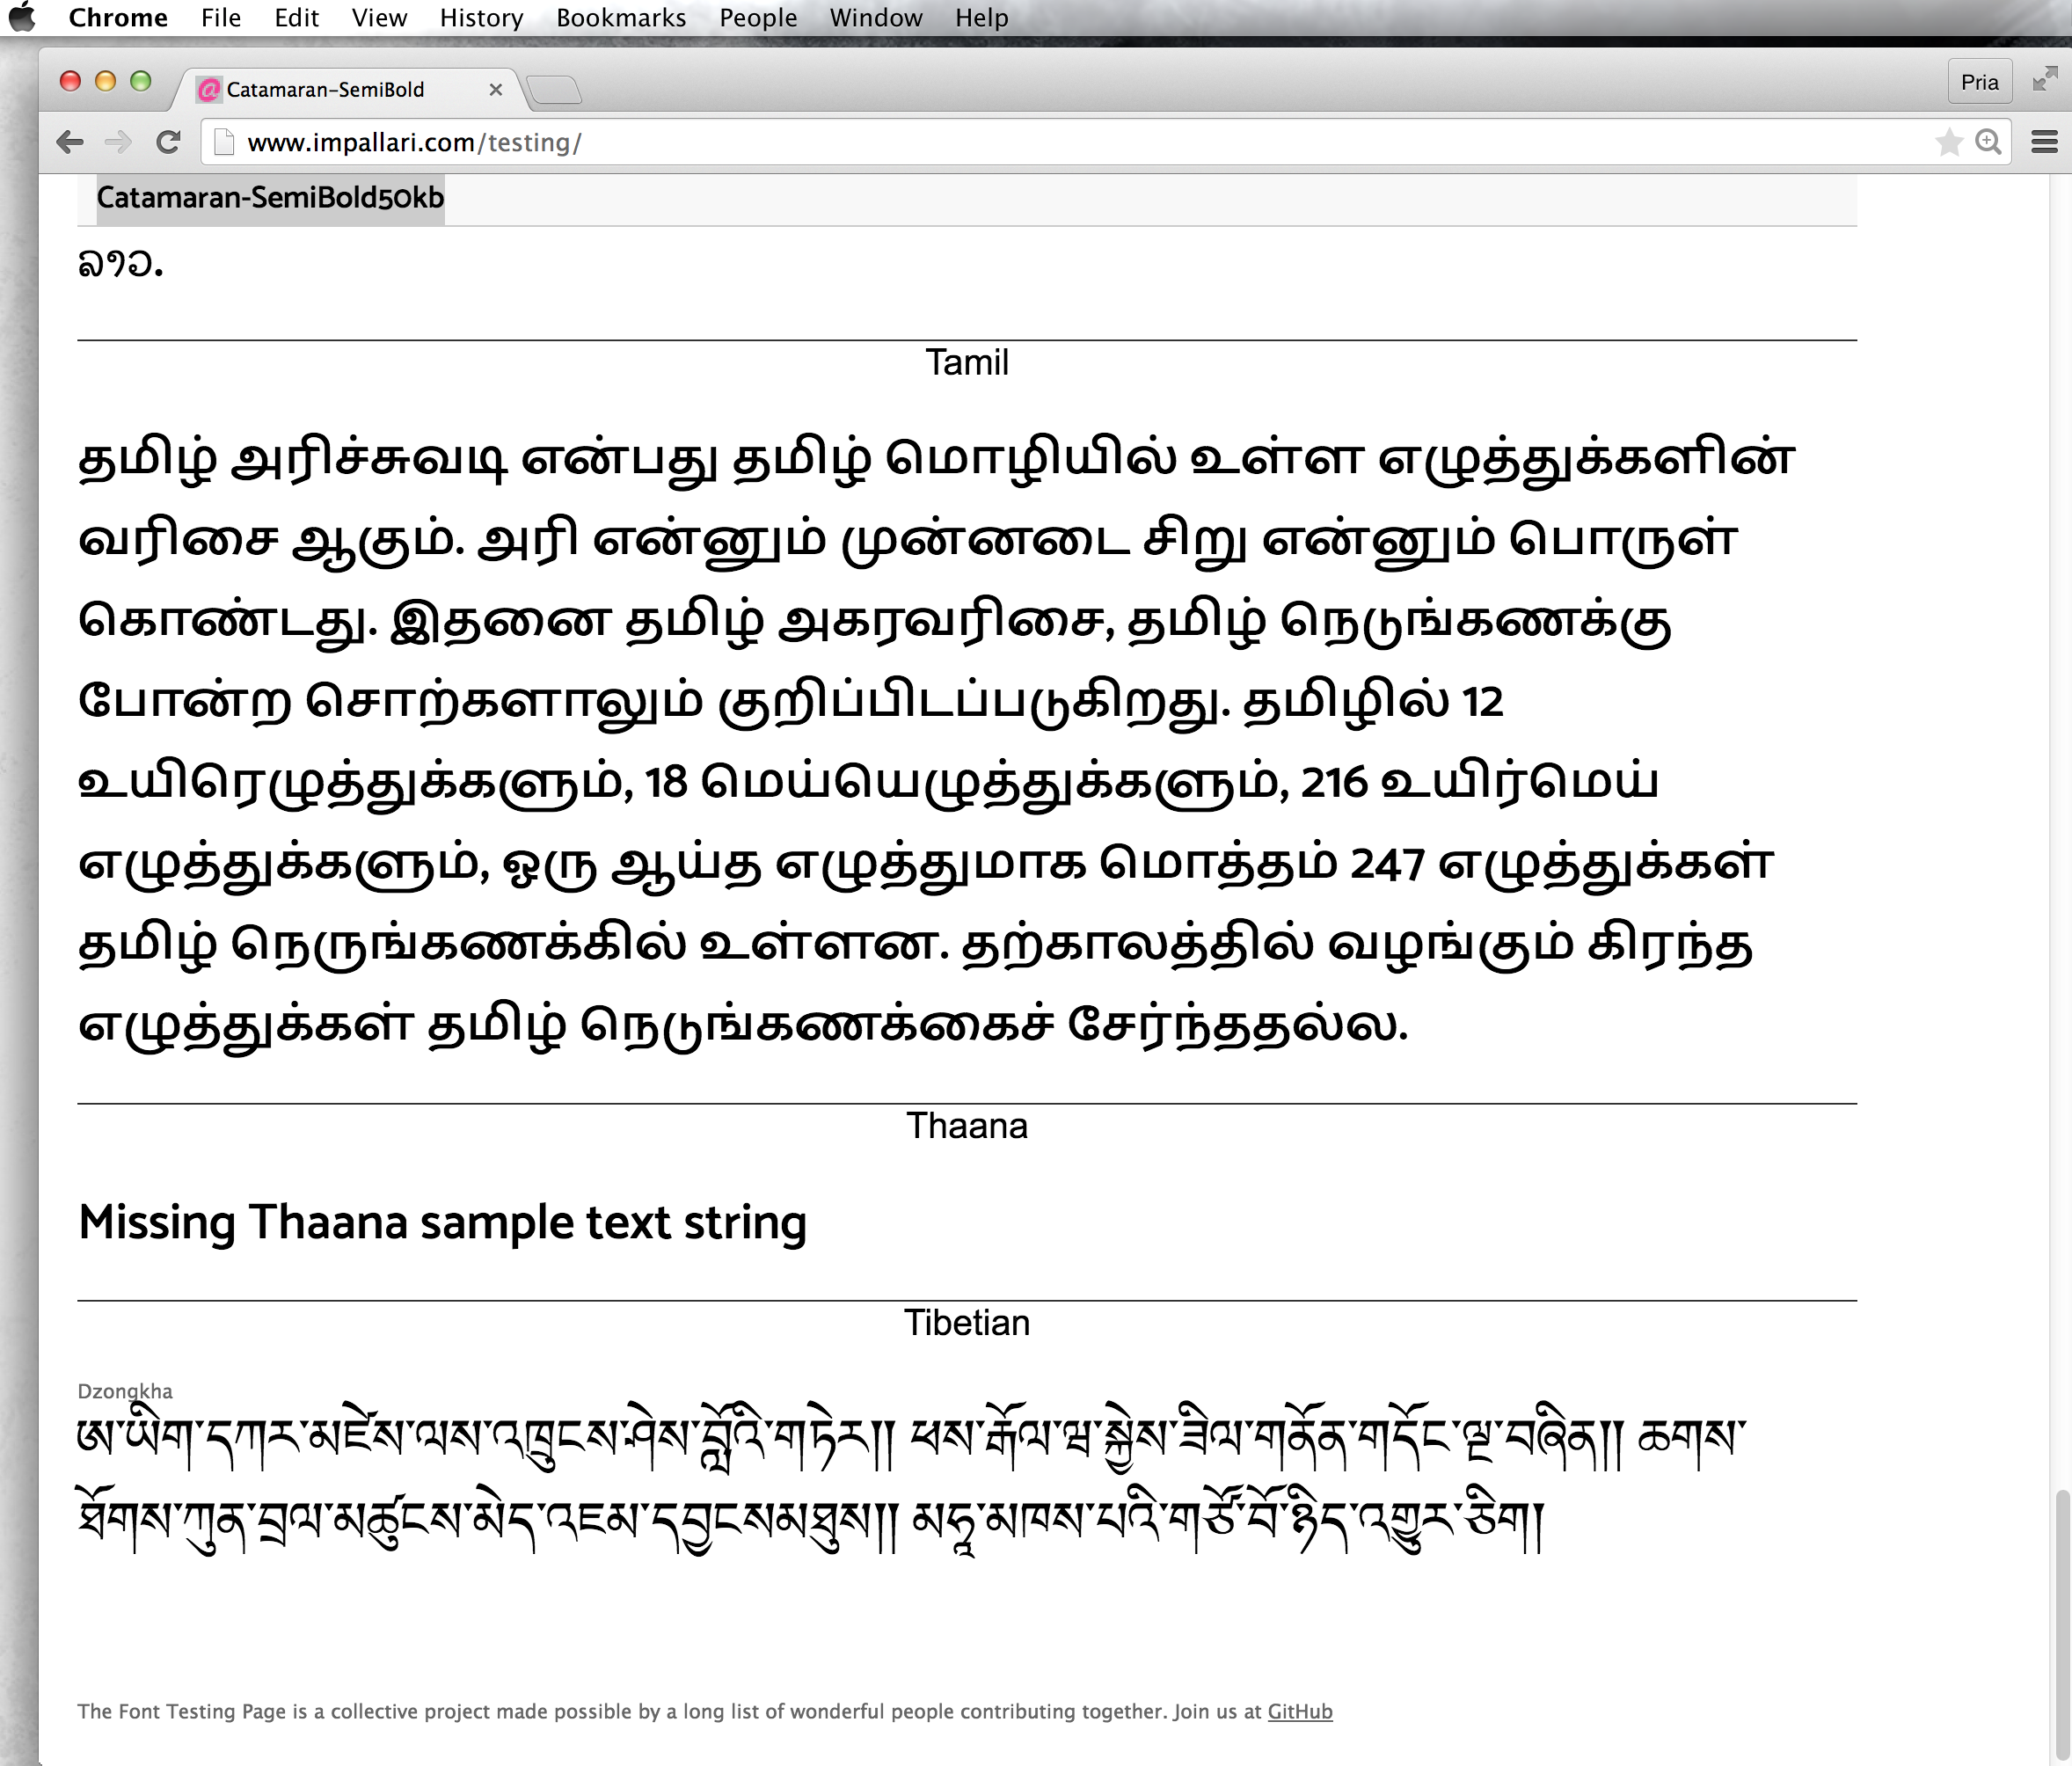 Chrome File Edit View History Bookmarks People Window Help
Catamaran-SemiBold
Pria
www.impallari.com/testing/
Catamaran-SemiBold50kb
ລາວ.
Tamil
தமிழ் அரிச்சுவடி என்பது தமிழ் மொழியில் உள்ள எழுத்துக்களின்
வரிசை ஆகும். அரி என்னும் முன்னடை சிறு என்னும் பொருள்
கொண்டது. இதனை தமிழ் அகரவரிசை, தமிழ் நெடுங்கணக்கு
போன்ற சொற்களாலும் குறிப்பிடப்படுகிறது. தமிழில் 12
உயிரெழுத்துக்களும், 18 மெய்யெழுத்துக்களும், 216 உயிர்மெய்
எழுத்துக்களும், ஒரு ஆய்த எழுத்துமாக மொத்தம் 247 எழுத்துக்கள்
தமிழ் நெருங்கணக்கில் உள்ளன. தற்காலத்தில் வழங்கும் கிரந்த
எழுத்துக்கள் தமிழ் நெடுங்கணக்கைச் சேர்ந்ததல்ல.
Thaana
Missing Thaana sample text string
Tibetian
Dzongkha
ཨ་ཡིག་དཀར་མཛེས་ལས་འཁྲུངས་ཤེས་བློའི་གཏེར།། ཕས་རྒོལ་ཝ་སྐྱེས་ཟིལ་གནོན་གདོང་ལྔ་བཞིན།། ཆགས་
ཐོགས་ཀུན་བྲལ་མཚུངས་མེད་འཇམ་དབྱངསམཐུས།། མཧཱ་མཁས་པའི་གཙོ་བོ་ཉིད་འགྱུར་ཅིག།
The Font Testing Page is a collective project made possible by a long list of wonderful people contributing together. Join us at GitHub